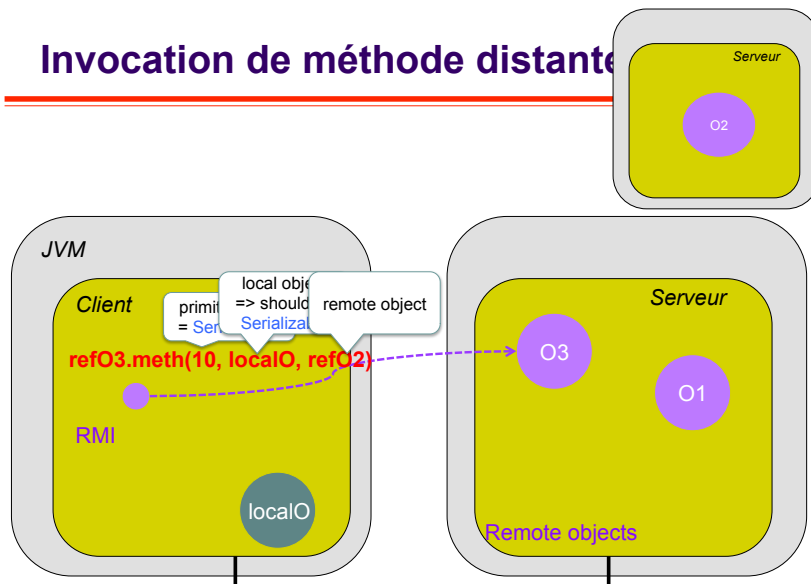 Invocation de méthode distante
Serveur
O2
JVM
Client
primit
= Seri
local obje
=> should
Serializa
remote object
refO3.meth(10, localO, refO2)
RMI
localO
Serveur
O3
O1
Remote objects